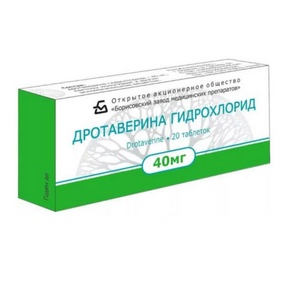 Открытое акционерное общество
«Борисовский завод медицинских препаратов»
ДРОТАВЕРИНА ГИДРОХЛОРИД
Drotaverine • 20 таблеток
40мг